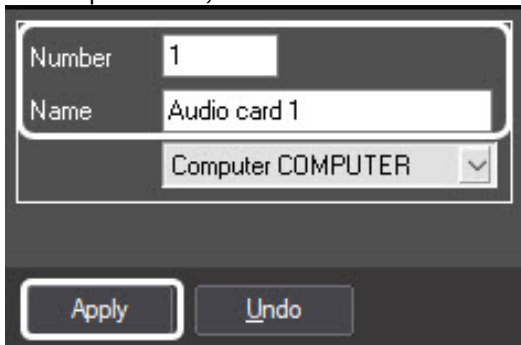 Number 1
Name Audio card 1
Computer COMPUTER
Apply Undo